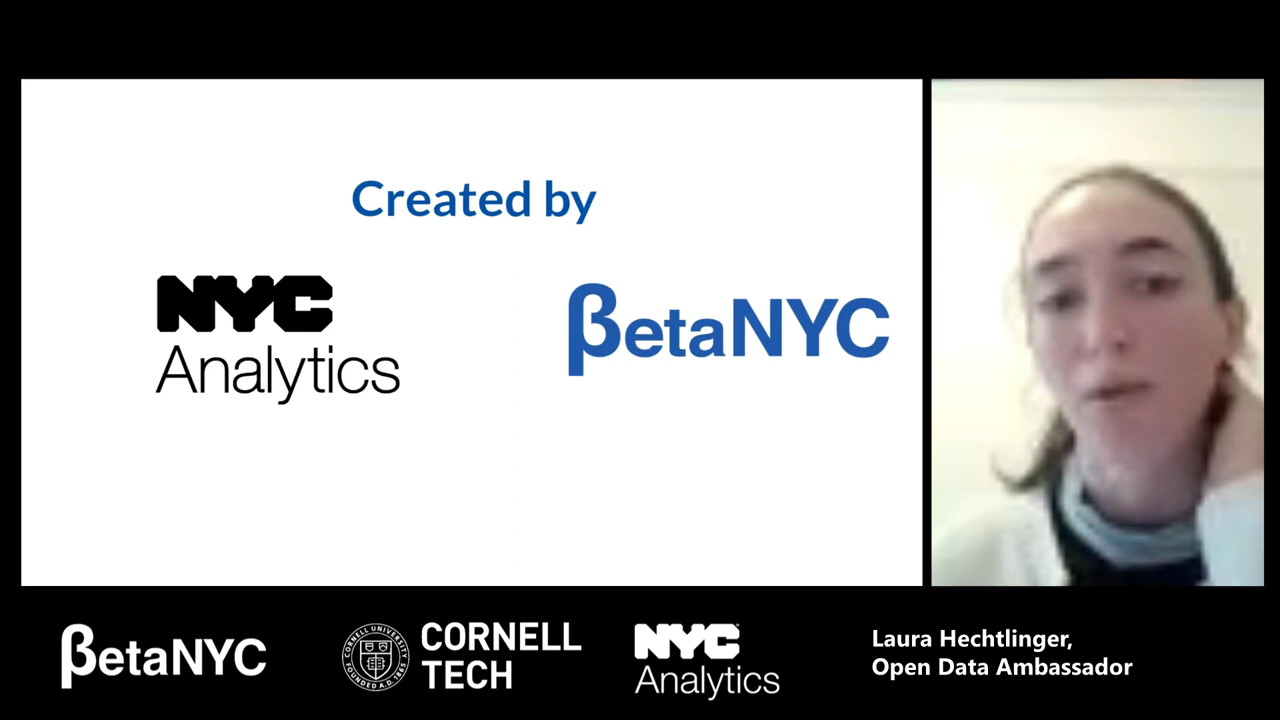 Created by
NYC
Analytics
βetaNYC
βetaNYC
CORNELL
TECH
NYC
Analytics
Laura Hechtlinger,
Open Data Ambassador